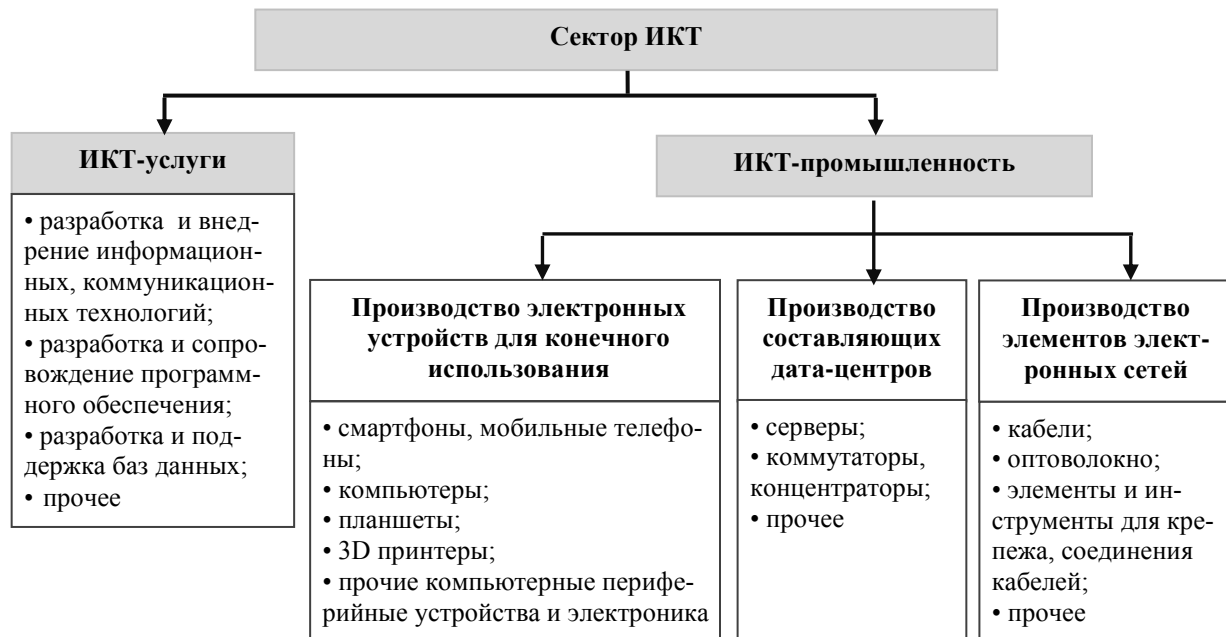 Сектор ИКТ
ИКТ-услуги
• разработка и внед-
рение информацион-
ных, коммуникацион-
ных технологий;
• разработка и сопро-
вождение программ-
ного обеспечения;
• разработка и под-
держка баз данных;
• прочее
ИКТ-промышленность
Производство электронных
устройств для конечного
использования
• смартфоны, мобильные телефо-
ны;
• компьютеры;
• планшеты;
• 3D принтеры;
• прочие компьютерные перифе-
рийные устройства и электроника
Производство
составляющих
дата-центров
• серверы;
• коммутаторы,
концентраторы;
• прочее
Производство
элементов элект-
ронных сетей
• кабели;
• оптоволокно;
• элементы и ин-
струменты для кре-
пежа, соединения
кабелей;
• прочее